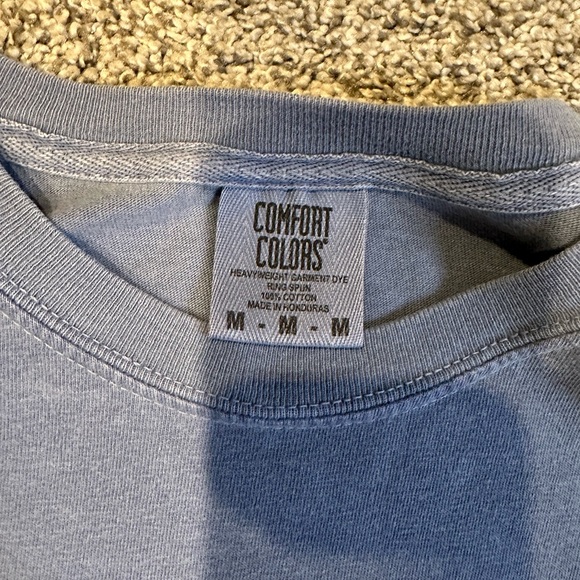 COMFORT
COLORS®
HEAVYWEIGHT GARMENT DYE
RING SPUN
100% COTTON
MADE IN HONDURAS
M - M - M